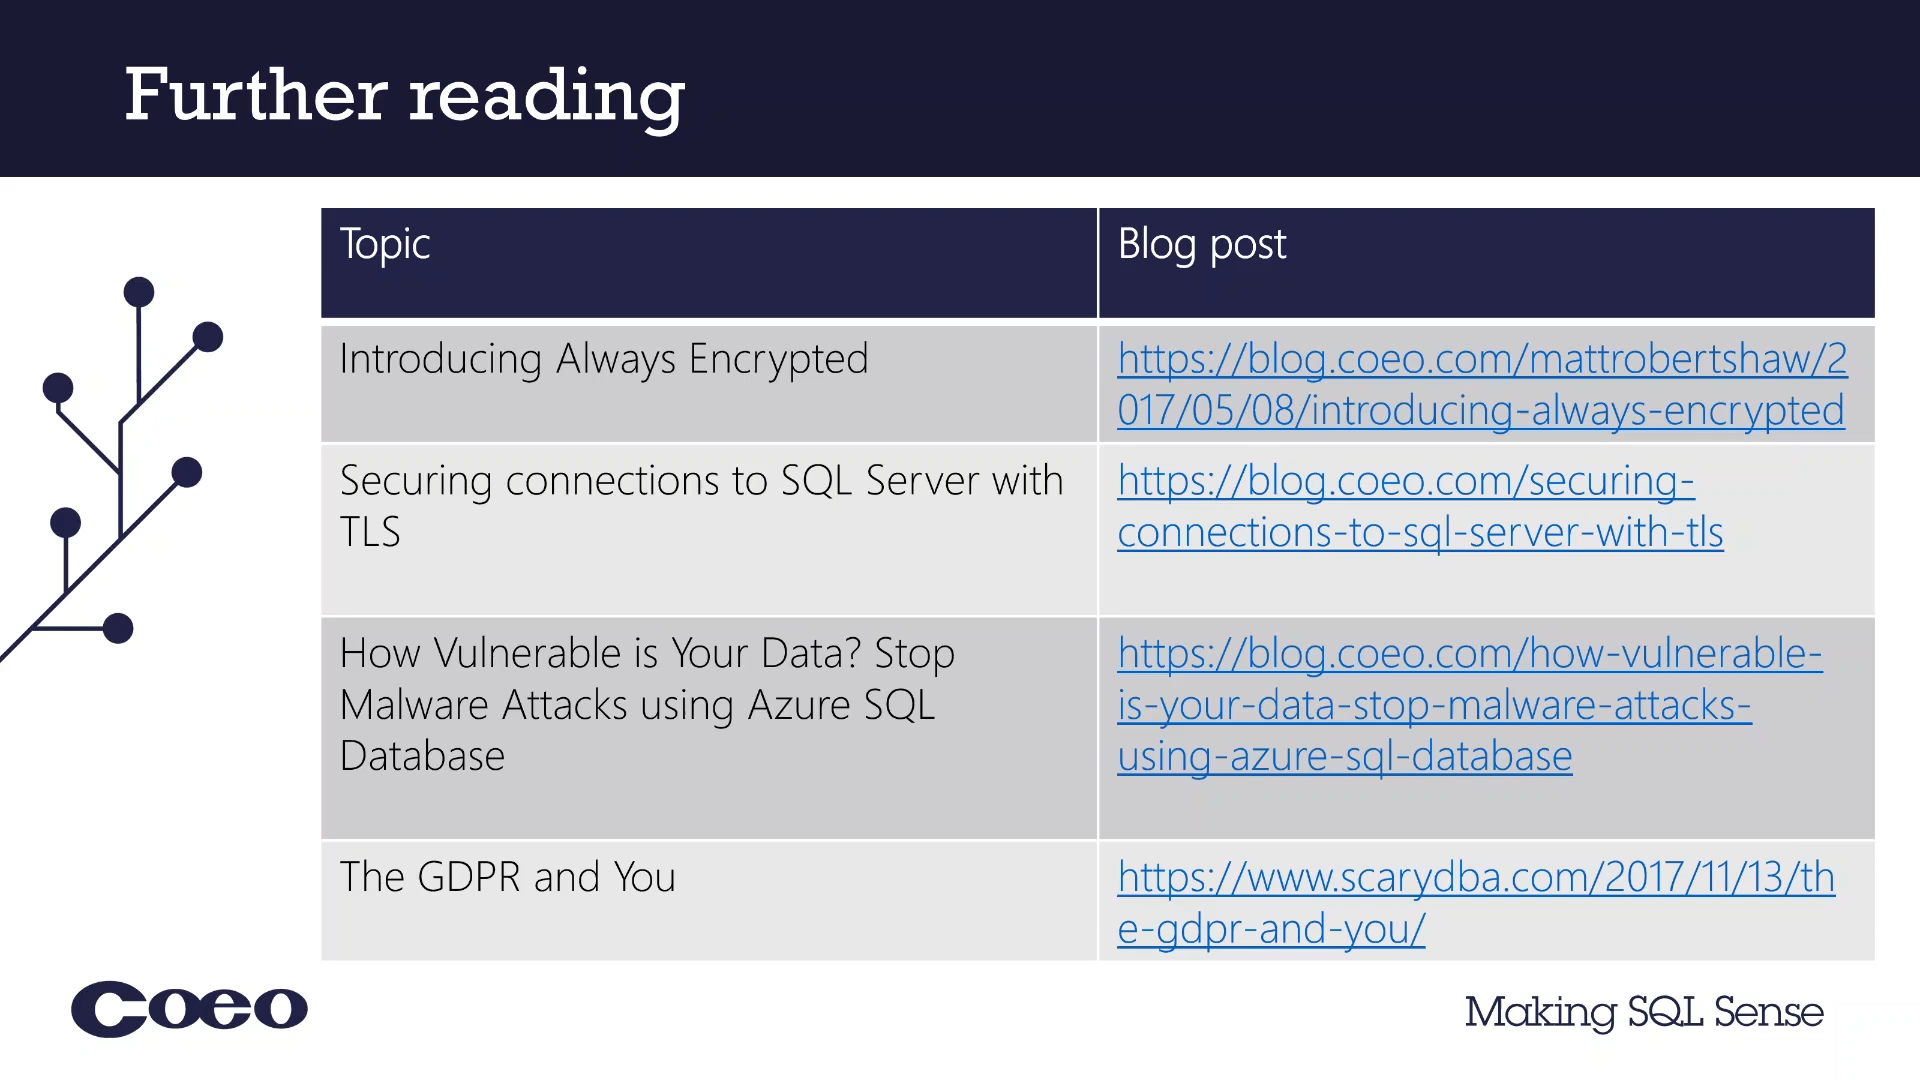 Further reading
Topic
Blog post
Introducing Always Encrypted
https://blog.coeo.com/mattrobertshaw/2
017/05/08/introducing-always-encrypted
Securing connections to SQL Server with
TLS
https://blog.coeo.com/securing-
connections-to-sql-server-with-tls
How Vulnerable is Your Data? Stop
Malware Attacks using Azure SQL
Database
https://blog.coeo.com/how-vulnerable-
is-your-data-stop-malware-attacks-
using-azure-sql-database
The GDPR and You
https://www.scarydba.com/2017/11/13/th
e-gdpr-and-you/
Coeo
Making SQL Sense